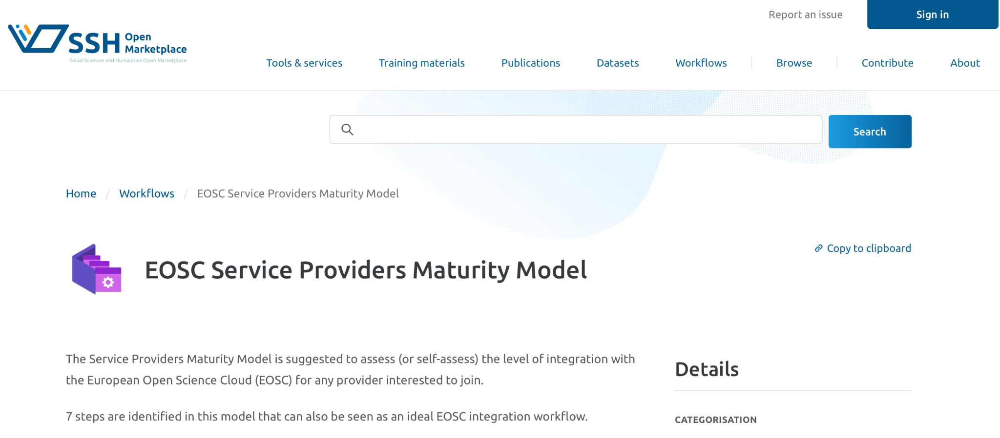 Report an issue
Sign in
SSH Open Marketplace
Social Sciences and Humanities Open Marketplace
Tools & services
Training materials
Publications
Datasets
Workflows
Browse
Contribute
About
Search
Home / Workflows / EOSC Service Providers Maturity Model
Copy to clipboard
EOSC Service Providers Maturity Model
The Service Providers Maturity Model is suggested to assess (or self-assess) the level of integration with
the European Open Science Cloud (EOSC) for any provider interested to join.
7 steps are identified in this model that can also be seen as an ideal EOSC integration workflow.
Details
CATEGORISATION